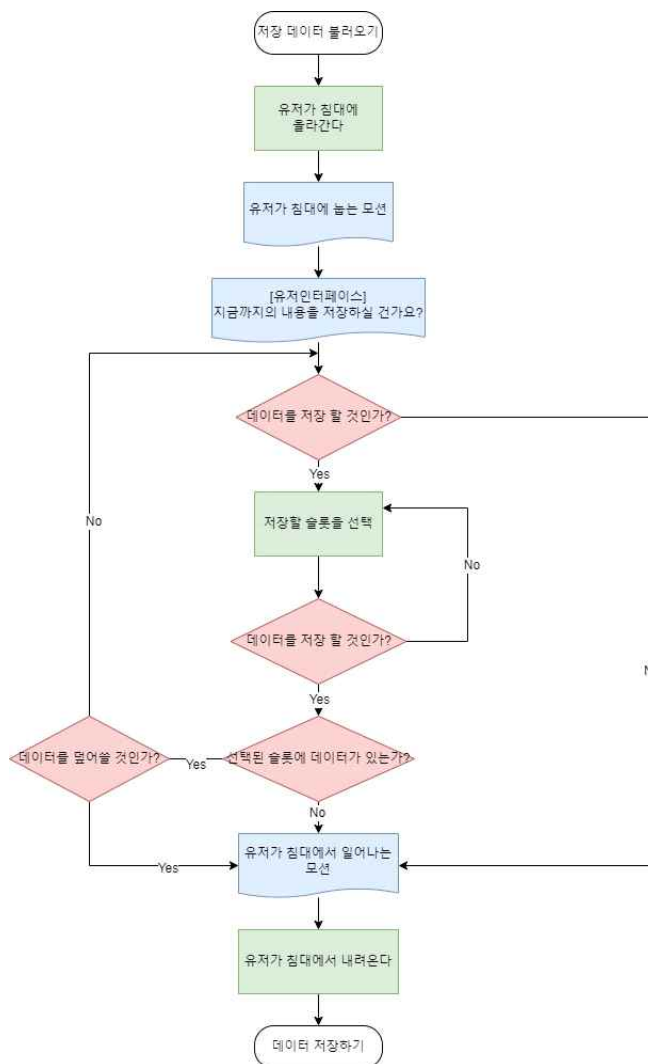 저장 데이터 불러오기
유저가 침대에
올라간다
유저가 침대에 눕는 모션
[유저인터페이스]
지금까지의 내용을 저장하실 건가요?
데이터를 저장 할 것인가?
Yes
No
저장할 슬롯을 선택
No
데이터를 저장 할 것인가?
Yes
데이터를 덮어쓸 것인가?
Yes
선택된 슬롯에 데이터가 있는가?
No
유저가 침대에서 일어나는
모션
Yes
유저가 침대에서 내려온다
데이터 저장하기